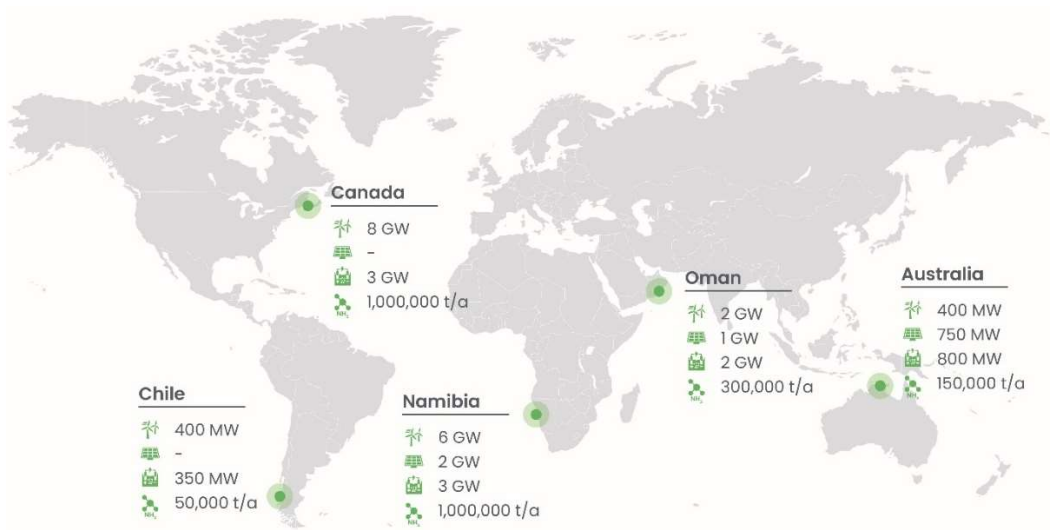 Canada
8 GW
-
3 GW
1,000,000 t/a
Oman
2 GW
1 GW
2 GW
300,000 t/a
Australia
400 MW
750 MW
800 MW
150,000 t/a
Chile
400 MW
-
350 MW
50,000 t/a
Namibia
6 GW
2 GW
3 GW
1,000,000 t/a